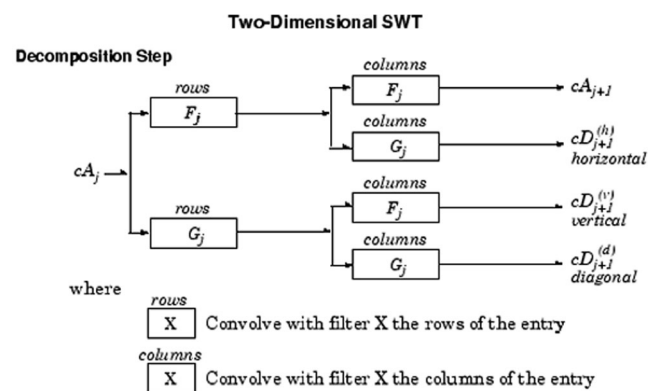 Two-Dimensional SWT
Decomposition Step
rows
F_j
columns
F_j
cA_{j+1}
columns
G_j
cD_{j+1}^{(h)}
horizontal
cA_j
rows
G_j
columns
F_j
cD_{j+1}^{(v)}
vertical
columns
G_j
cD_{j+1}^{(d)}
diagonal
where
rows
X Convolve with filter X the rows of the entry
columns
X Convolve with filter X the columns of the entry